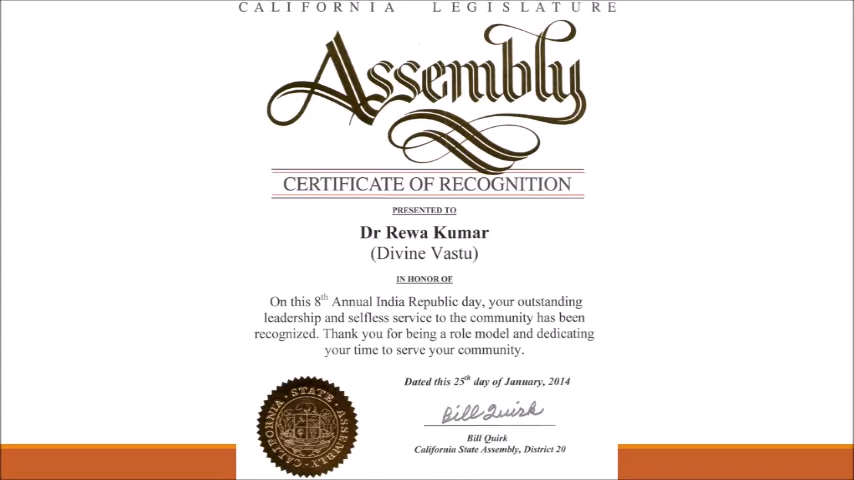 CALIFORNIA LEGISLATURE
Assembly
CERTIFICATE OF RECOGNITION
PRESENTED TO
Dr Rewa Kumar
(Divine Vastu)
IN HONOR OF
On this 8th Annual India Republic day, your outstanding
leadership and selfless service to the community has been
recognized. Thank you for being a role model and dedicating
your time to serve your community.
Dated this 25th day of January, 2014
Bill Quirk
Bill Quirk
California State Assembly, District 20
CALIFORNIA STATE ASSEMBLY